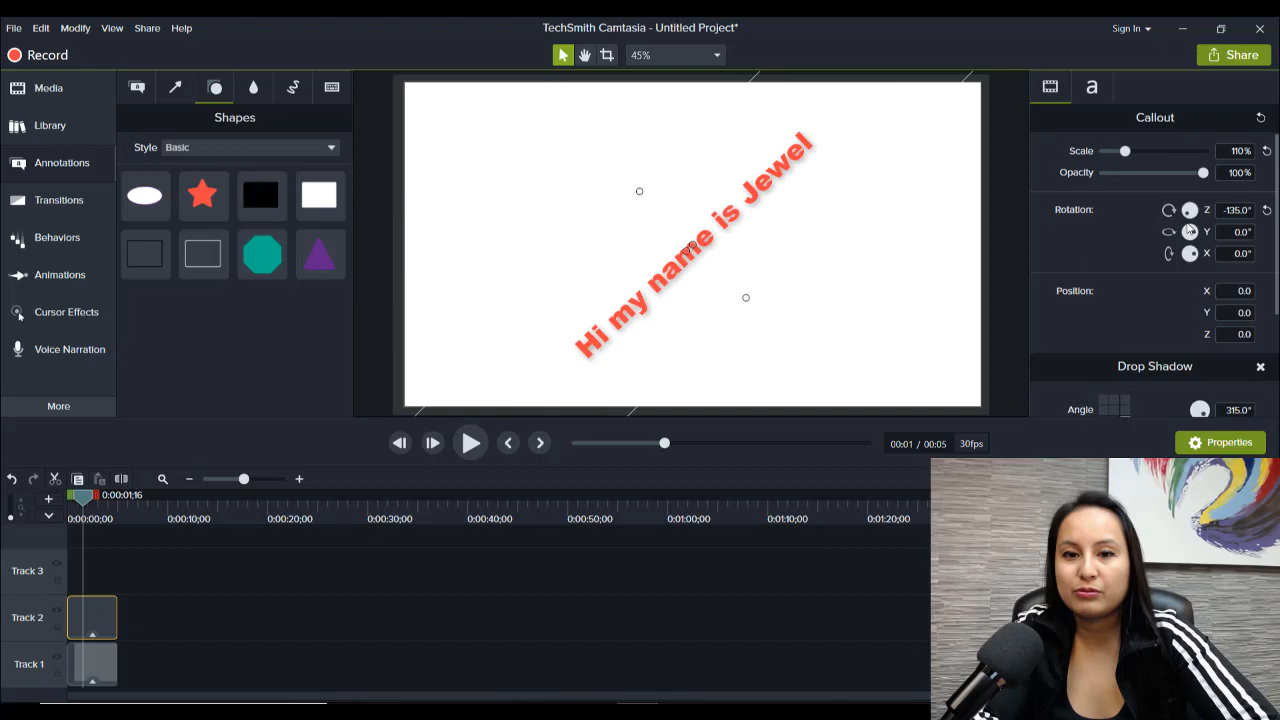 TechSmith Camtasia - Untitled Project*
File Edit Modify View Share Help
Sign In
Record
45%
Share
Media
Library
Annotations
Transitions
Behaviors
Animations
Cursor Effects
Voice Narration
More
Shapes
Style Basic
Hi my name is Jewel
a
Callout
Scale 110%
Opacity 100%
Rotation: Z -135.0°
Y 0.0°
X 0.0°
Position: X 0.0
Y 0.0
Z 0.0
Drop Shadow
Angle 315.0°
00:01 / 00:05 30fps
Properties
0:00:01;16
0:00:00;00 0:00:10;00 0:00:20;00 0:00:30;00 0:00:40;00 0:00:50;00 0:01:00;00 0:01:10;00 0:01:20;00
Track 3
Track 2
Track 1